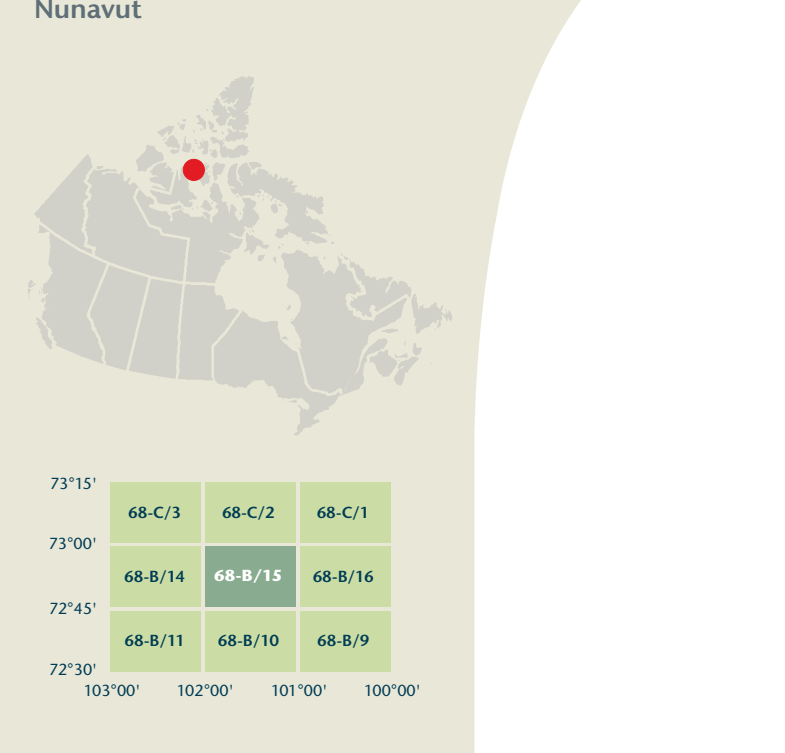 Nunavut
73°15'
68-C/3 68-C/2 68-C/1
73°00'
68-B/14 68-B/15 68-B/16
72°45'
68-B/11 68-B/10 68-B/9
72°30'
103°00' 102°00' 101°00' 100°00'